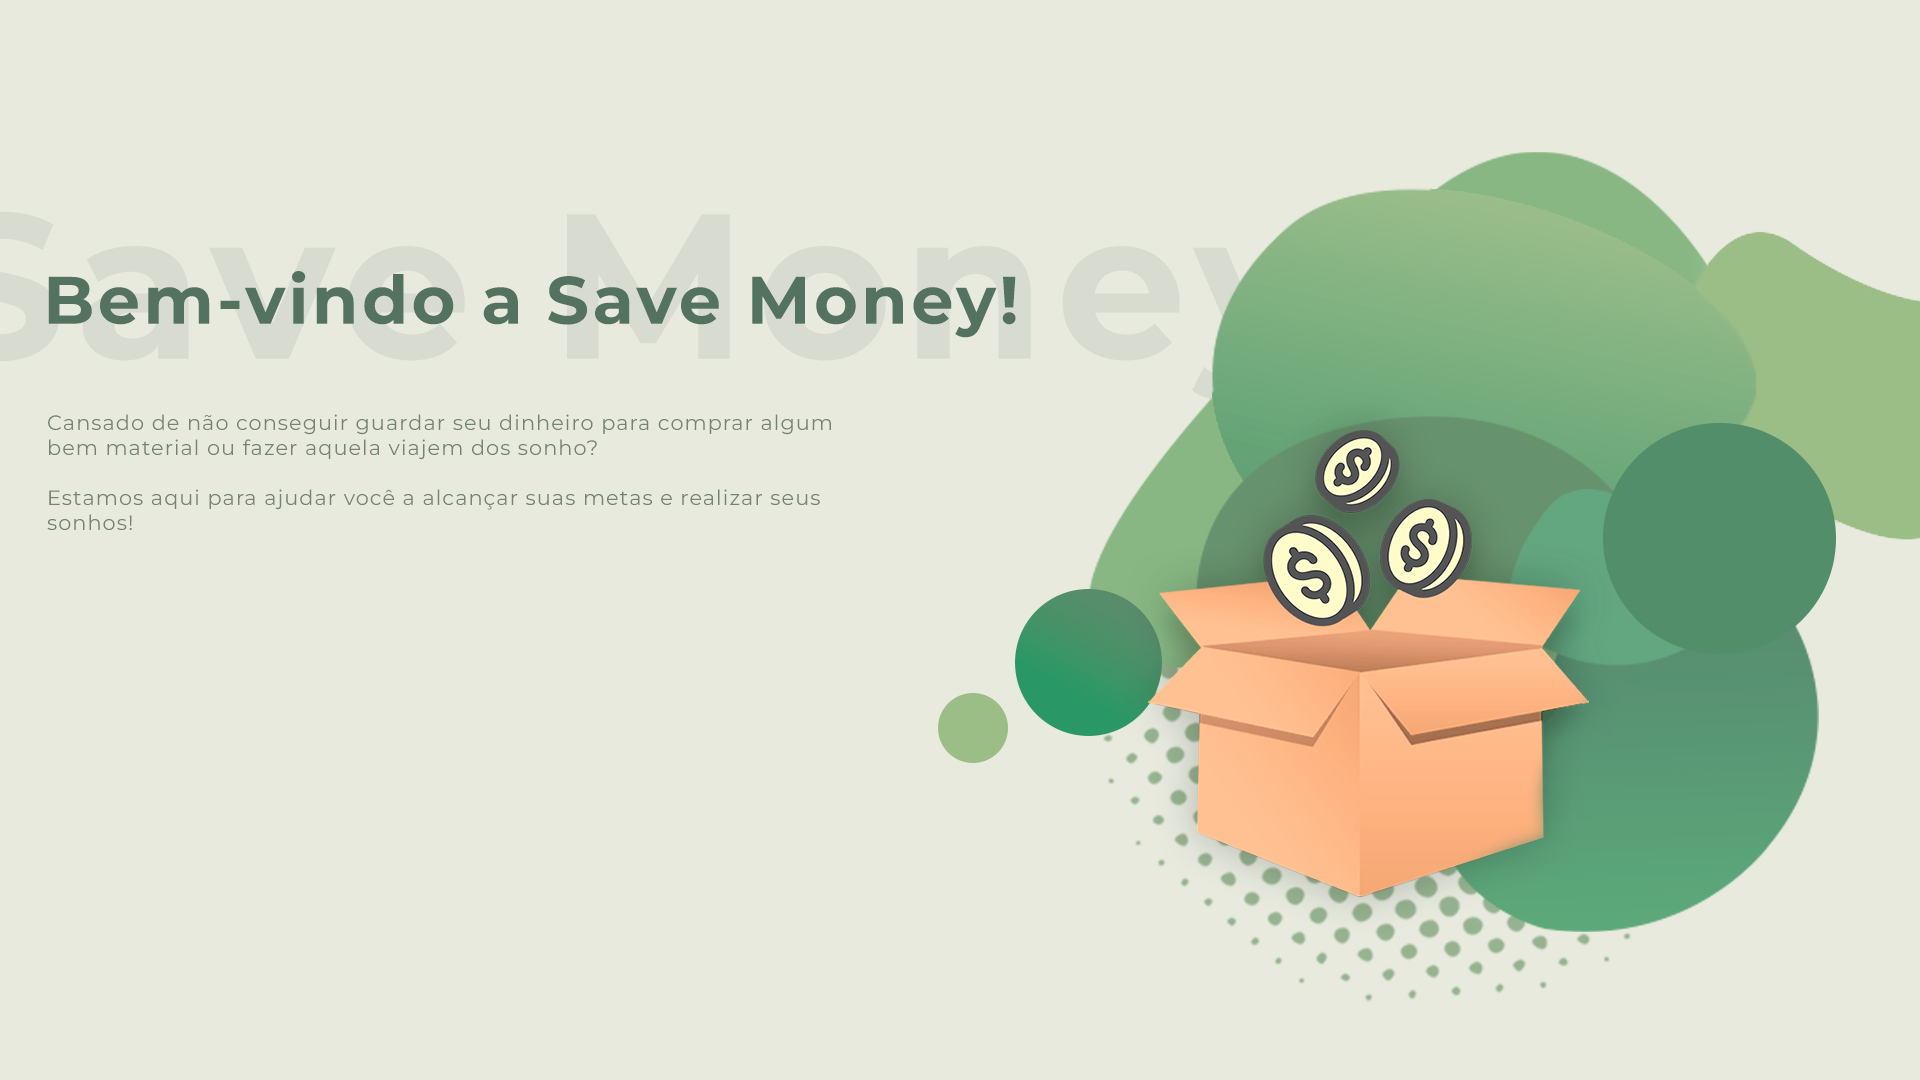 Save Money
Bem-vindo a Save Money!
Cansado de não conseguir guardar seu dinheiro para comprar algum
bem material ou fazer aquela viajem dos sonho?
Estamos aqui para ajudar você a alcançar suas metas e realizar seus
sonhos!